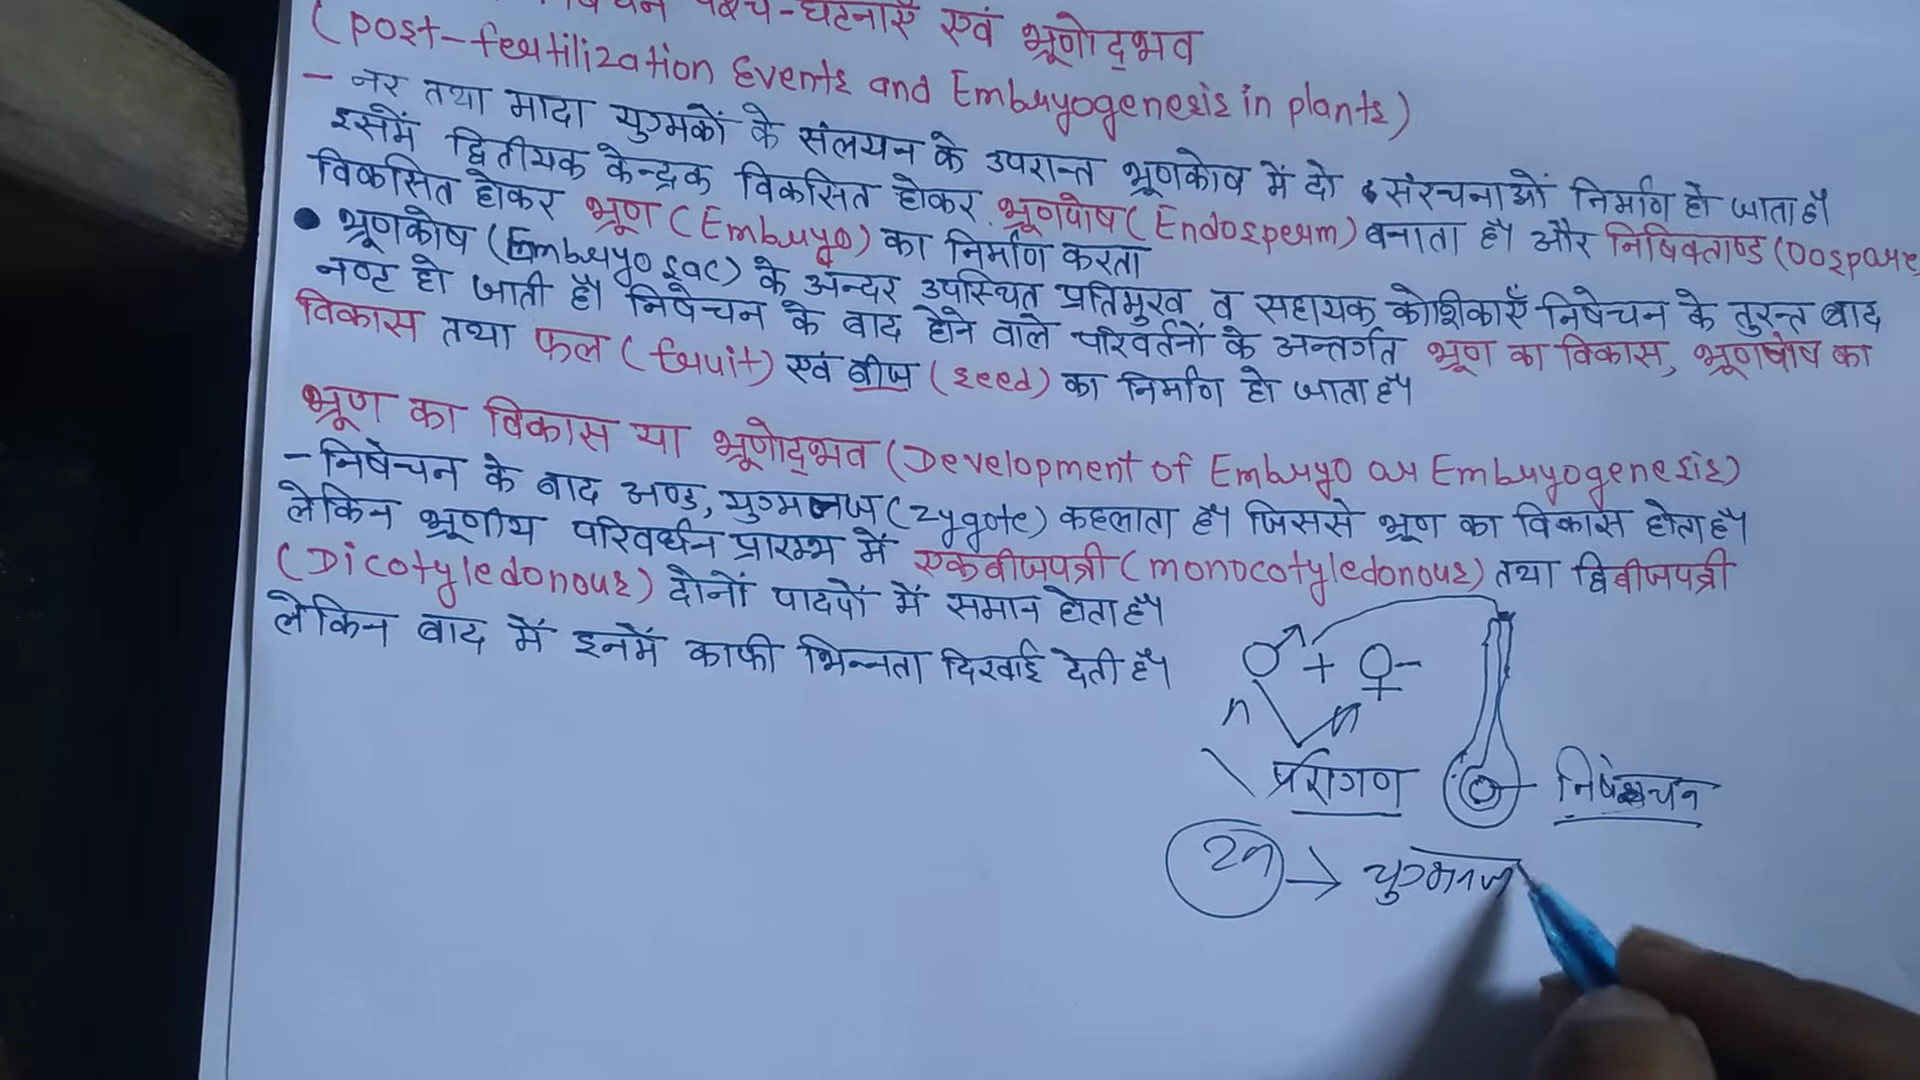 पश्च-घटनाएँ एवं भ्रूणोद्भव
(post-fertilization Events and Embryogenesis in plants)
- नर तथा मादा युग्मकों के संलयन के उपरान्त भ्रूणकोष में दो संरचनाओं निर्माण हो जाता है।
इसमें द्वितीयक केन्द्रक विकसित होकर भ्रूणपोष (Endosperm) बनाता है। और निषिक्ताण्ड (Oospore
विकसित होकर भ्रूण (Embryo) का निर्माण करता
• भ्रूणकोष (Embryo sac) के अन्दर उपस्थित प्रतिमुख व सहायक कोशिकाएँ निषेचन के तुरन्त बाद
नष्ट हो जाती है। निषेचन के बाद होने वाले परिवर्तनों के अन्तर्गत भ्रूण का विकास, भ्रूणपोष का
विकास तथा फल (fruit) एवं बीज (seed) का निर्माण हो जाता है।
भ्रूण का विकास या भ्रूणोद्भव (Development of Embryo or Embryogenesis)
- निषेचन के बाद अण्ड, युग्मनज (Zygote) कहलाता है। जिससे भ्रूण का विकास होता है।
लेकिन भ्रूणीय परिवर्धन प्रारम्भ में एकबीजपत्री (monocotyledonous) तथा द्विबीजपत्री
(Dicotyledonous) दोनों पादपों में समान होता है।
लेकिन बाद में इनमें काफी भिन्नता दिखाई देती है।
♂ + ♀
n n
परागण
निषेचन
2n → युग्मनज